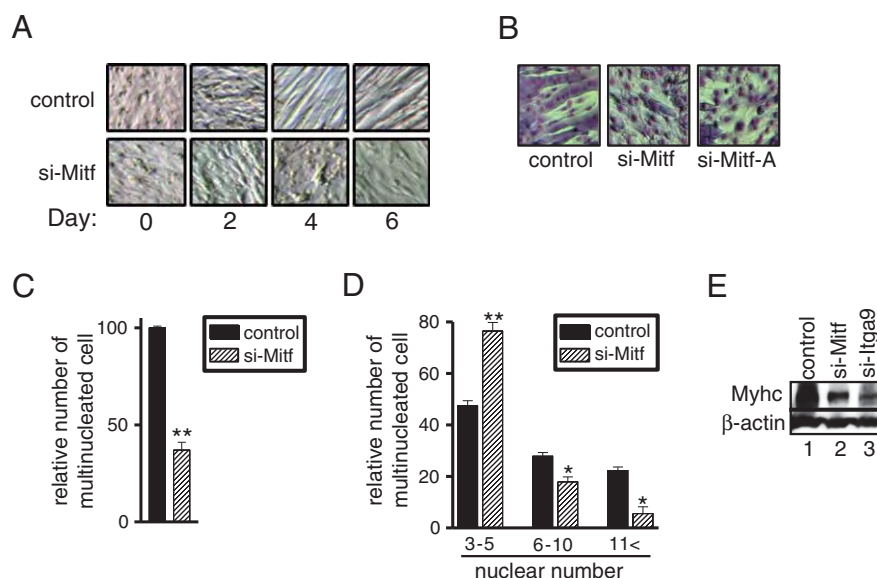 A
control
si-Mitf
Day: 0 2 4 6
B
control si-Mitf si-Mitf-A
C
relative number of
multinucleated cell
100
50
0
**
control
si-Mitf
D
relative number of
multinucleated cell
80
60
40
20
0
**
*
*
control
si-Mitf
3-5 6-10 11<
nuclear number
E
control
si-Mitf
si-Itga9
Myhc
β-actin
1 2 3